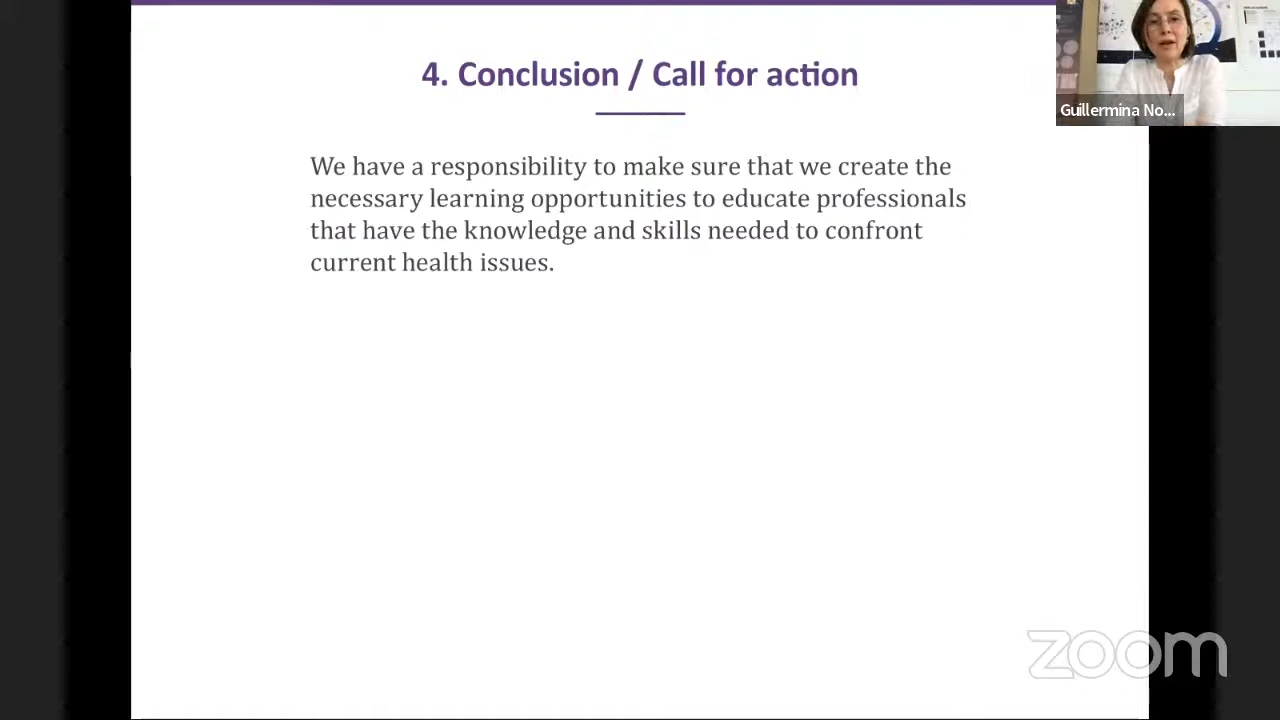 4. Conclusion / Call for action
We have a responsibility to make sure that we create the
necessary learning opportunities to educate professionals
that have the knowledge and skills needed to confront
current health issues.
Guillermina No...
zoom